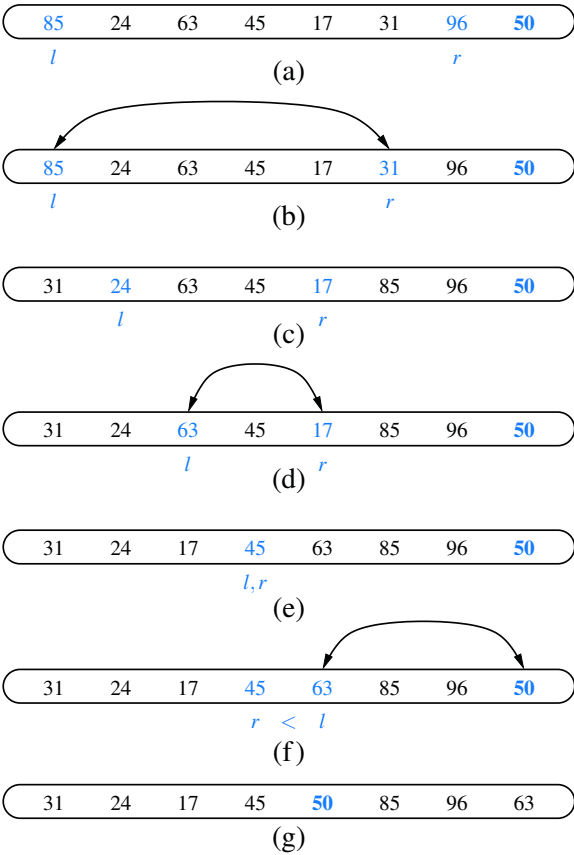 85 24 63 45 17 31 96 50
l r
(a)
85 24 63 45 17 31 96 50
l r
(b)
31 24 63 45 17 85 96 50
l r
(c)
31 24 63 45 17 85 96 50
l r
(d)
31 24 17 45 63 85 96 50
l, r
(e)
31 24 17 45 63 85 96 50
r < l
(f)
31 24 17 45 50 85 96 63
(g)